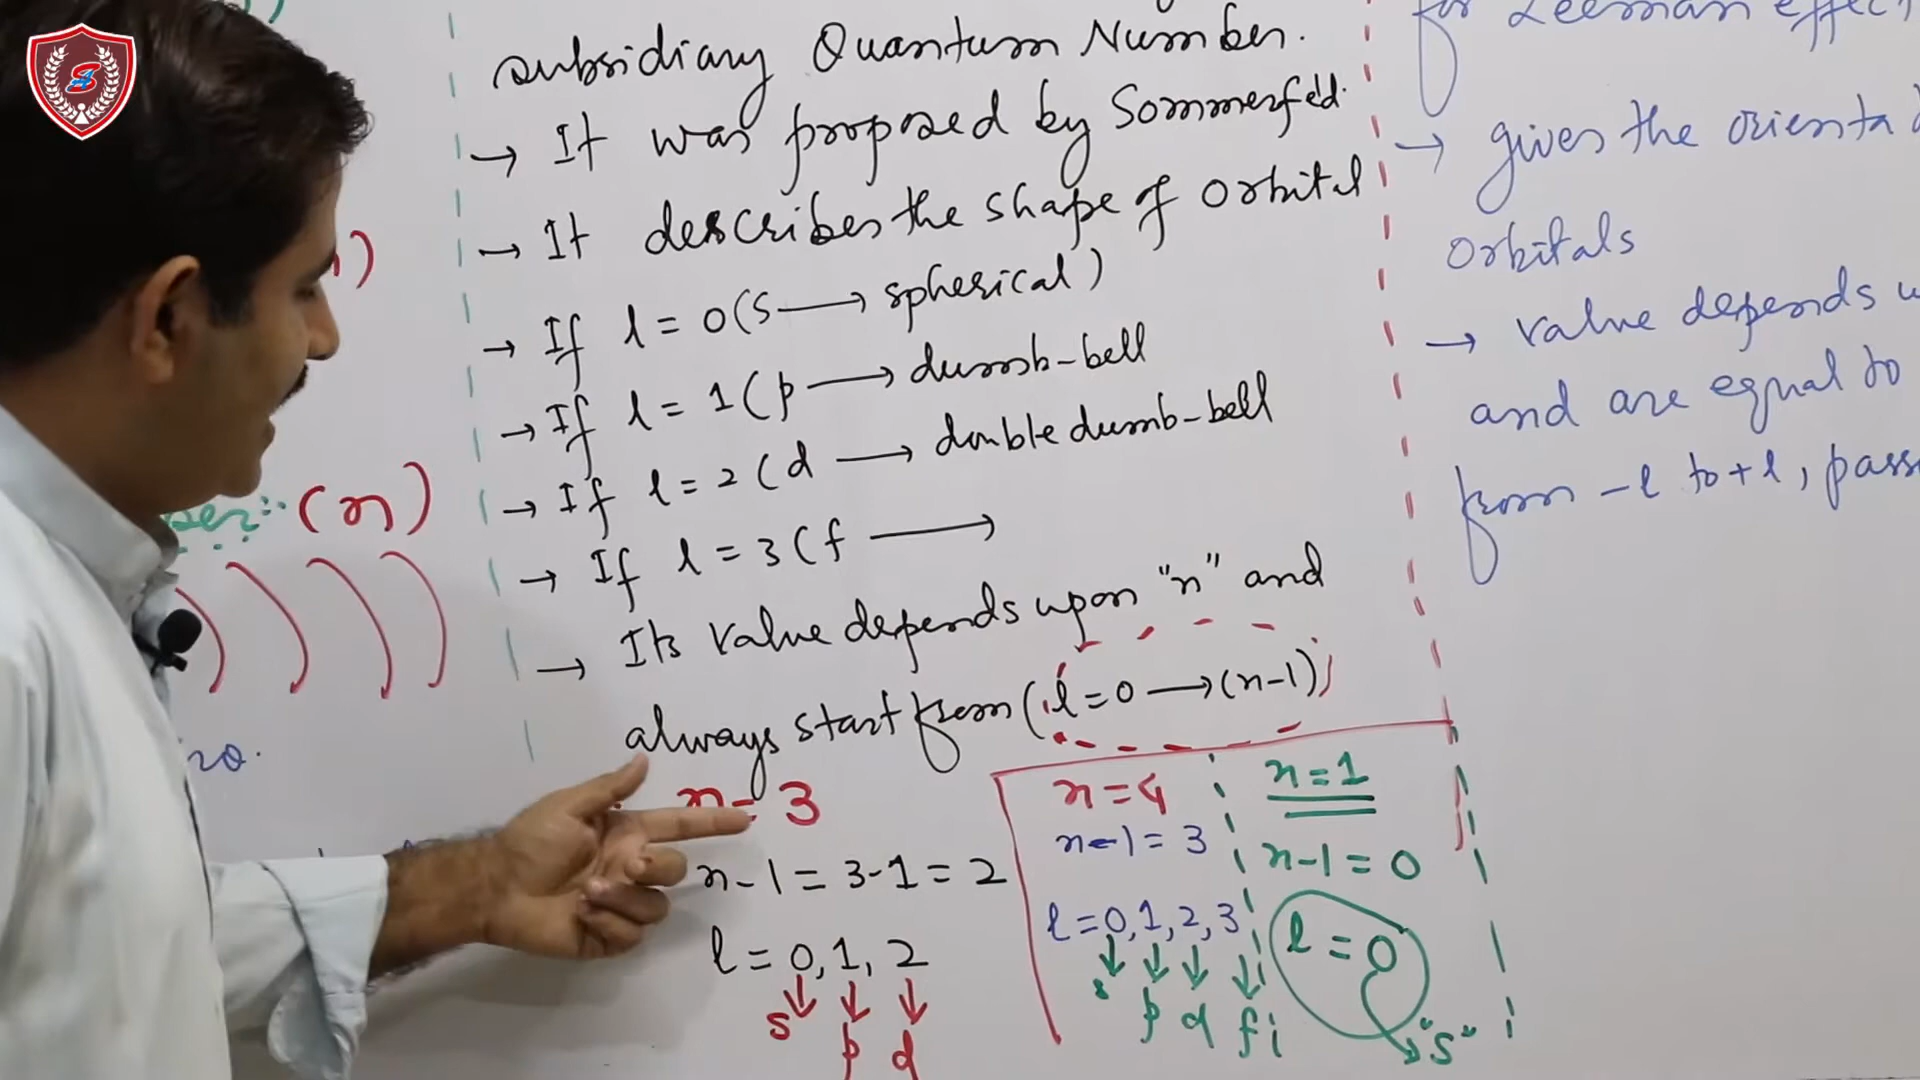 subsidiary Quantum Number.
→ It was proposed by Sommerfed.
→ It describes the shape of orbital
→ If l = 0 (s → spherical)
→ If l = 1 (p → dumb-bell
→ If l = 2 (d → double dumb-bell
→ If l = 3 (f →
→ Its value depends upon "n" and
always start from (l = 0 → (n-1))
n = 3
n-1 = 3-1 = 2
l = 0, 1, 2
s p d
n = 4
n-1 = 3
l = 0, 1, 2, 3
s p d f
n = 1
n-1 = 0
l = 0
"s"
for Zeeman effect
→ gives the orienta
orbitals
→ value depends
and are equal to
from -l to +l, pass
(n)